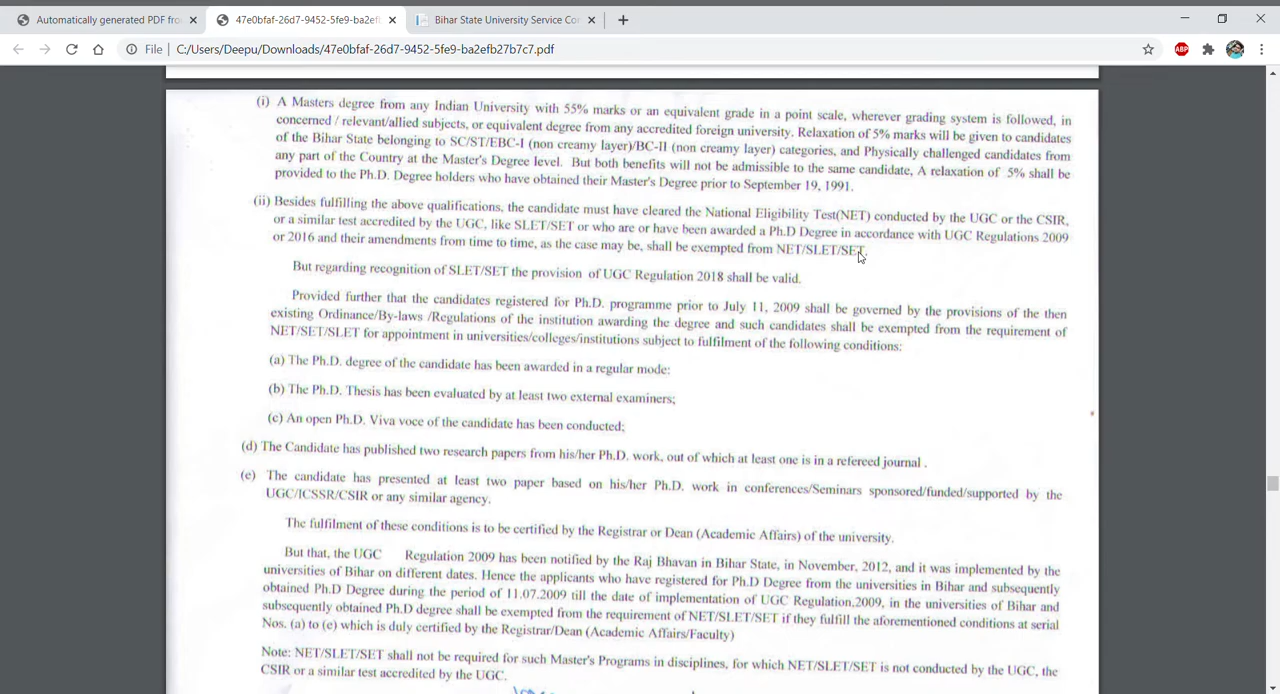 Automatically generated PDF fro
47e0bfaf-26d7-9452-5fe9-ba2ef
Bihar State University Service Co
File | C:/Users/Deepu/Downloads/47e0bfaf-26d7-9452-5fe9-ba2efb27b7c7.pdf
ABP
(i) A Masters degree from any Indian University with 55% marks or an equivalent grade in a point scale, wherever grading system is followed, in
concerned / relevant/allied subjects, or equivalent degree from any accredited foreign university. Relaxation of 5% marks will be given to candidates
of the Bihar State belonging to SC/ST/EBC-I (non creamy layer)/BC-II (non creamy layer) categories, and Physically challenged candidates from
any part of the Country at the Master's Degree level. But both benefits will not be admissible to the same candidate, A relaxation of 5% shall be
provided to the Ph.D. Degree holders who have obtained their Master's Degree prior to September 19, 1991.
(ii) Besides fulfilling the above qualifications, the candidate must have cleared the National Eligibility Test(NET) conducted by the UGC or the CSIR,
or a similar test accredited by the UGC, like SLET/SET or who are or have been awarded a Ph.D Degree in accordance with UGC Regulations 2009
or 2016 and their amendments from time to time, as the case may be, shall be exempted from NET/SLET/SET.
But regarding recognition of SLET/SET the provision of UGC Regulation 2018 shall be valid.
Provided further that the candidates registered for Ph.D. programme prior to July 11, 2009 shall be governed by the provisions of the then
existing Ordinance/By-laws /Regulations of the institution awarding the degree and such candidates shall be exempted from the requirement of
NET/SET/SLET for appointment in universities/colleges/institutions subject to fulfilment of the following conditions:
(a) The Ph.D. degree of the candidate has been awarded in a regular mode:
(b) The Ph.D. Thesis has been evaluated by at least two external examiners;
(c) An open Ph.D. Viva voce of the candidate has been conducted;
(d) The Candidate has published two research papers from his/her Ph.D. work, out of which at least one is in a refereed journal .
(e) The candidate has presented at least two paper based on his/her Ph.D. work in conferences/Seminars sponsored/funded/supported by the
UGC/ICSSR/CSIR or any similar agency.
The fulfilment of these conditions is to be certified by the Registrar or Dean (Academic Affairs) of the university.
But that, the UGC Regulation 2009 has been notified by the Raj Bhavan in Bihar State, in November, 2012, and it was implemented by the
universities of Bihar on different dates. Hence the applicants who have registered for Ph.D Degree from the universities in Bihar and subsequently
obtained Ph.D Degree during the period of 11.07.2009 till the date of implementation of UGC Regulation.2009, in the universities of Bihar and
subsequently obtained Ph.D degree shall be exempted from the requirement of NET/SLET/SET if they fulfill the aforementioned conditions at serial
Nos. (a) to (e) which is duly certified by the Registrar/Dean (Academic Affairs/Faculty)
Note: NET/SLET/SET shall not be required for such Master's Programs in disciplines, for which NET/SLET/SET is not conducted by the UGC, the
CSIR or a similar test accredited by the UGC.